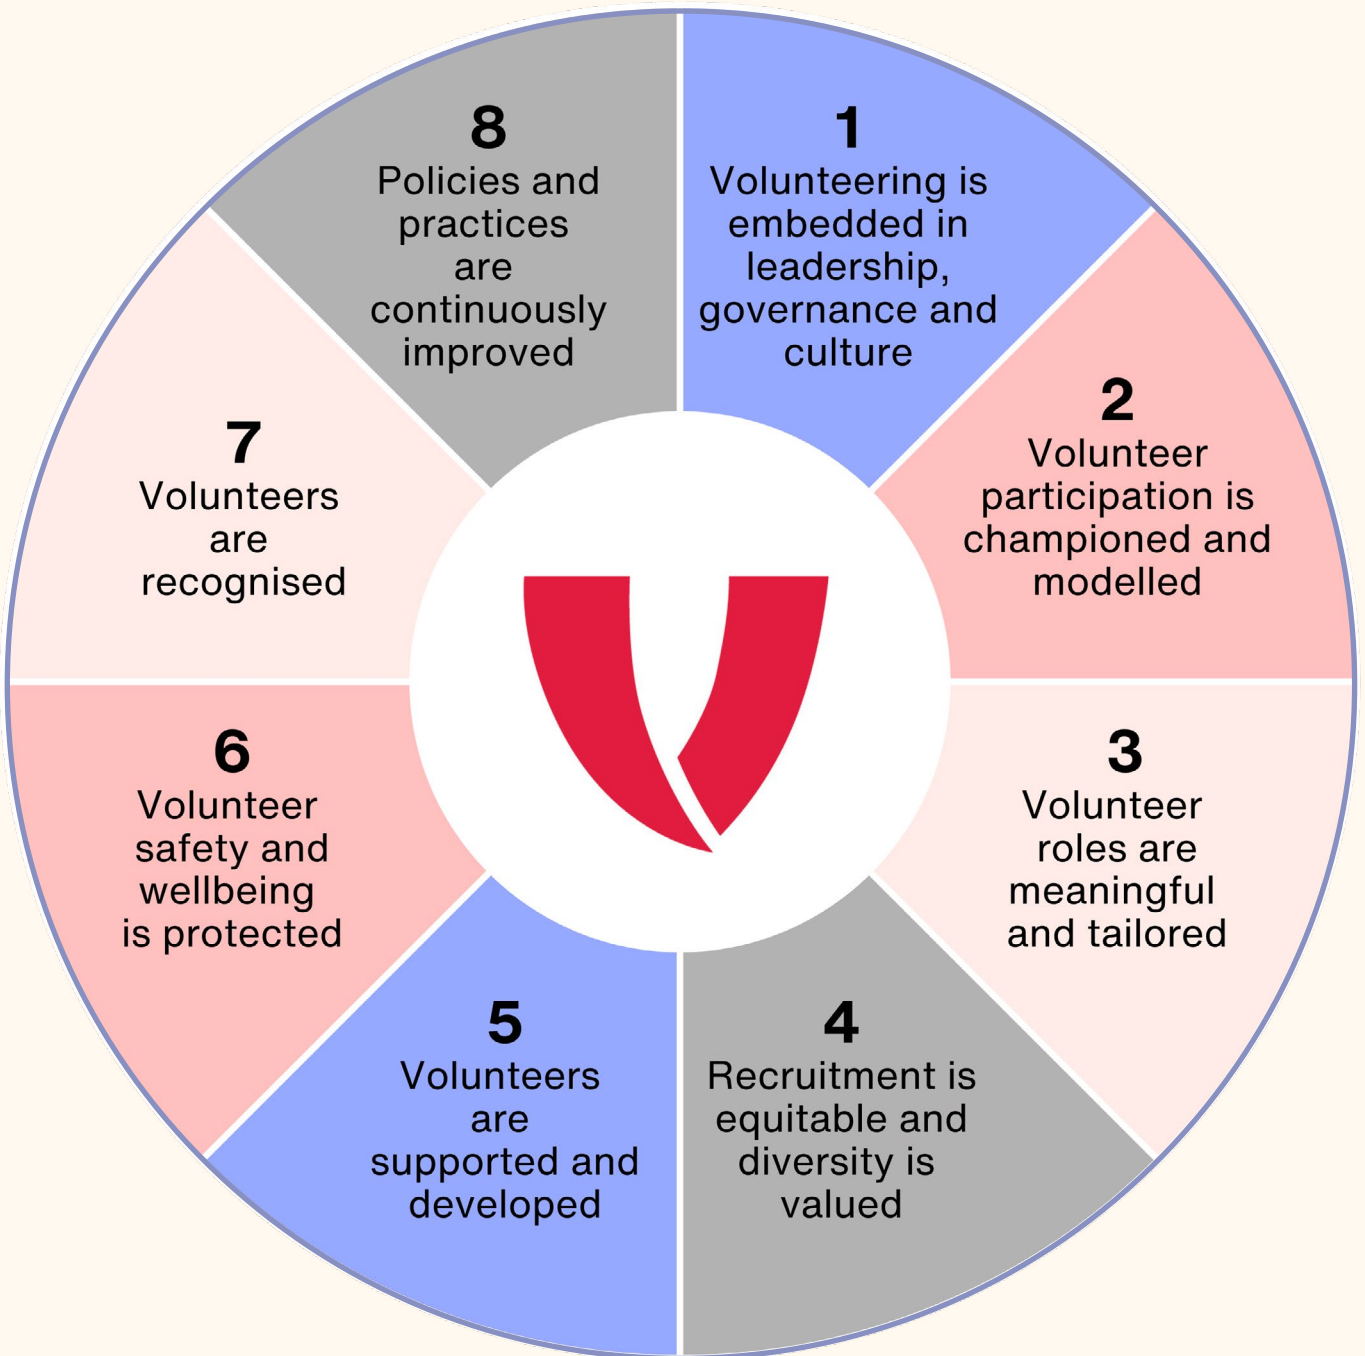 1
Volunteering is
embedded in
leadership,
governance and
culture
2
Volunteer
participation is
championed and
modelled
3
Volunteer
roles are
meaningful
and tailored
4
Recruitment is
equitable and
diversity is
valued
5
Volunteers
are
supported and
developed
6
Volunteer
safety and
wellbeing
is protected
7
Volunteers
are
recognised
8
Policies and
practices
are
continuously
improved